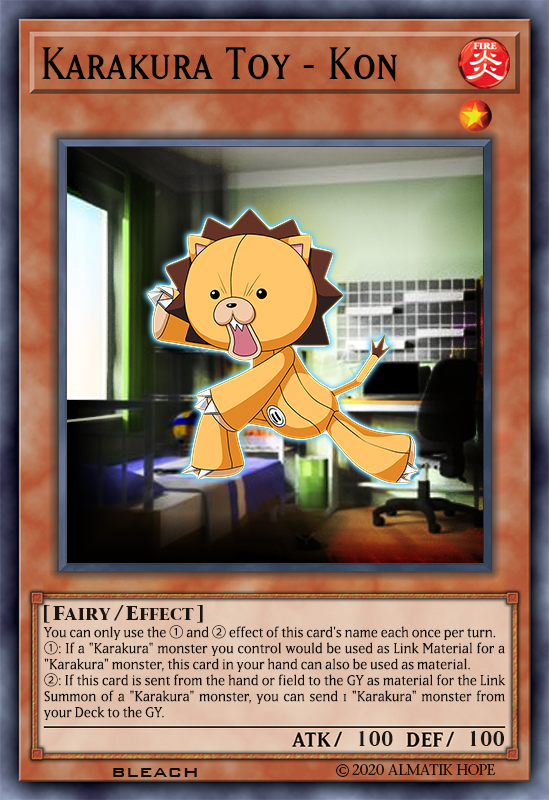 Karakura Toy - Kon
FIRE
炎
[Fairy/Effect]
You can only use the ① and ② effect of this card's name each once per turn.
①: If a "Karakura" monster you control would be used as Link Material for a
"Karakura" monster, this card in your hand can also be used as material.
②: If this card is sent from the hand or field to the GY as material for the Link
Summon of a "Karakura" monster, you can send 1 "Karakura" monster from
your Deck to the GY.
ATK/ 100 DEF/ 100
BLEACH
©2020 ALMATIK HOPE